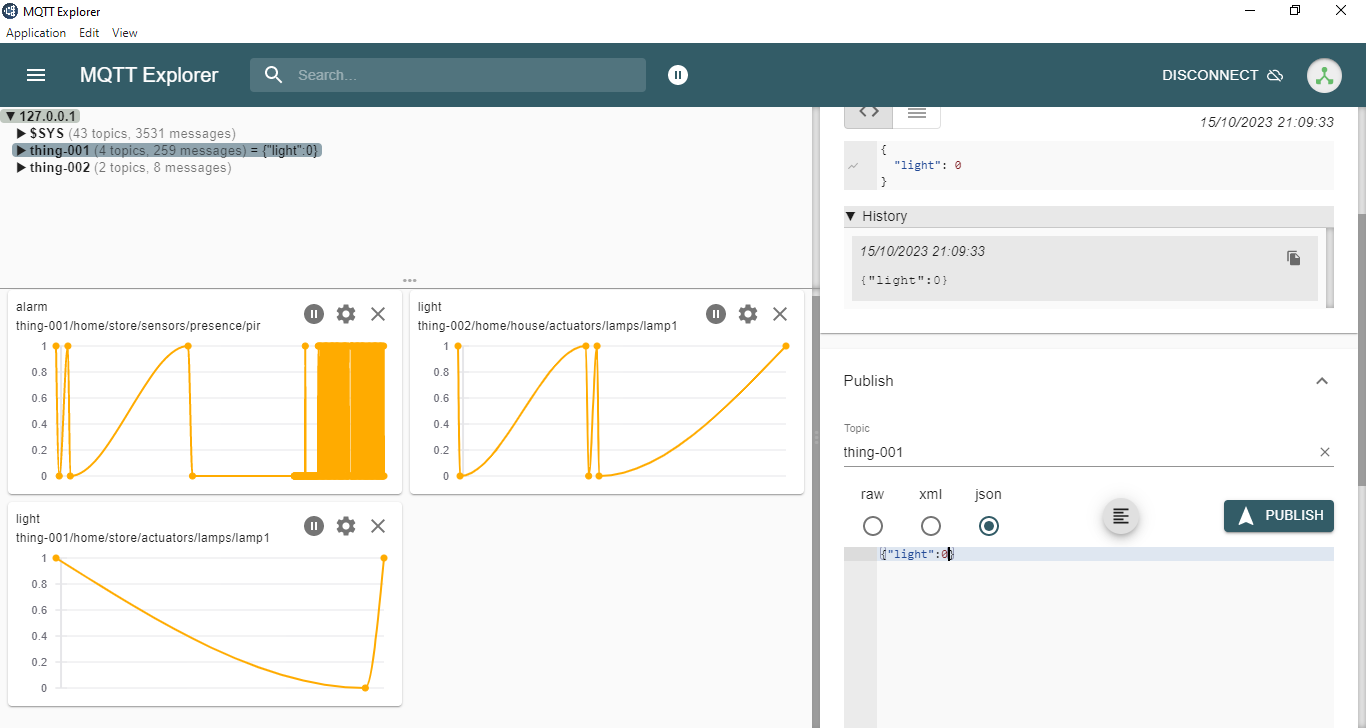 MQTT Explorer
Application Edit View
MQTT Explorer
Search...
DISCONNECT
▼ 127.0.0.1
▶ $SYS (43 topics, 3531 messages)
▶ thing-001 (4 topics, 259 messages) = {"light":0}
▶ thing-002 (2 topics, 8 messages)
alarm
thing-001/home/store/sensors/presence/pir
1
0.8
0.6
0.4
0.2
0
light
thing-002/home/house/actuators/lamps/lamp1
1
0.8
0.6
0.4
0.2
0
light
thing-001/home/store/actuators/lamps/lamp1
1
0.8
0.6
0.4
0.2
0
15/10/2023 21:09:33
{
"light": 0
}
▼ History
15/10/2023 21:09:33
{"light":0}
Publish
Topic
thing-001
raw xml json
PUBLISH
{"light":0}